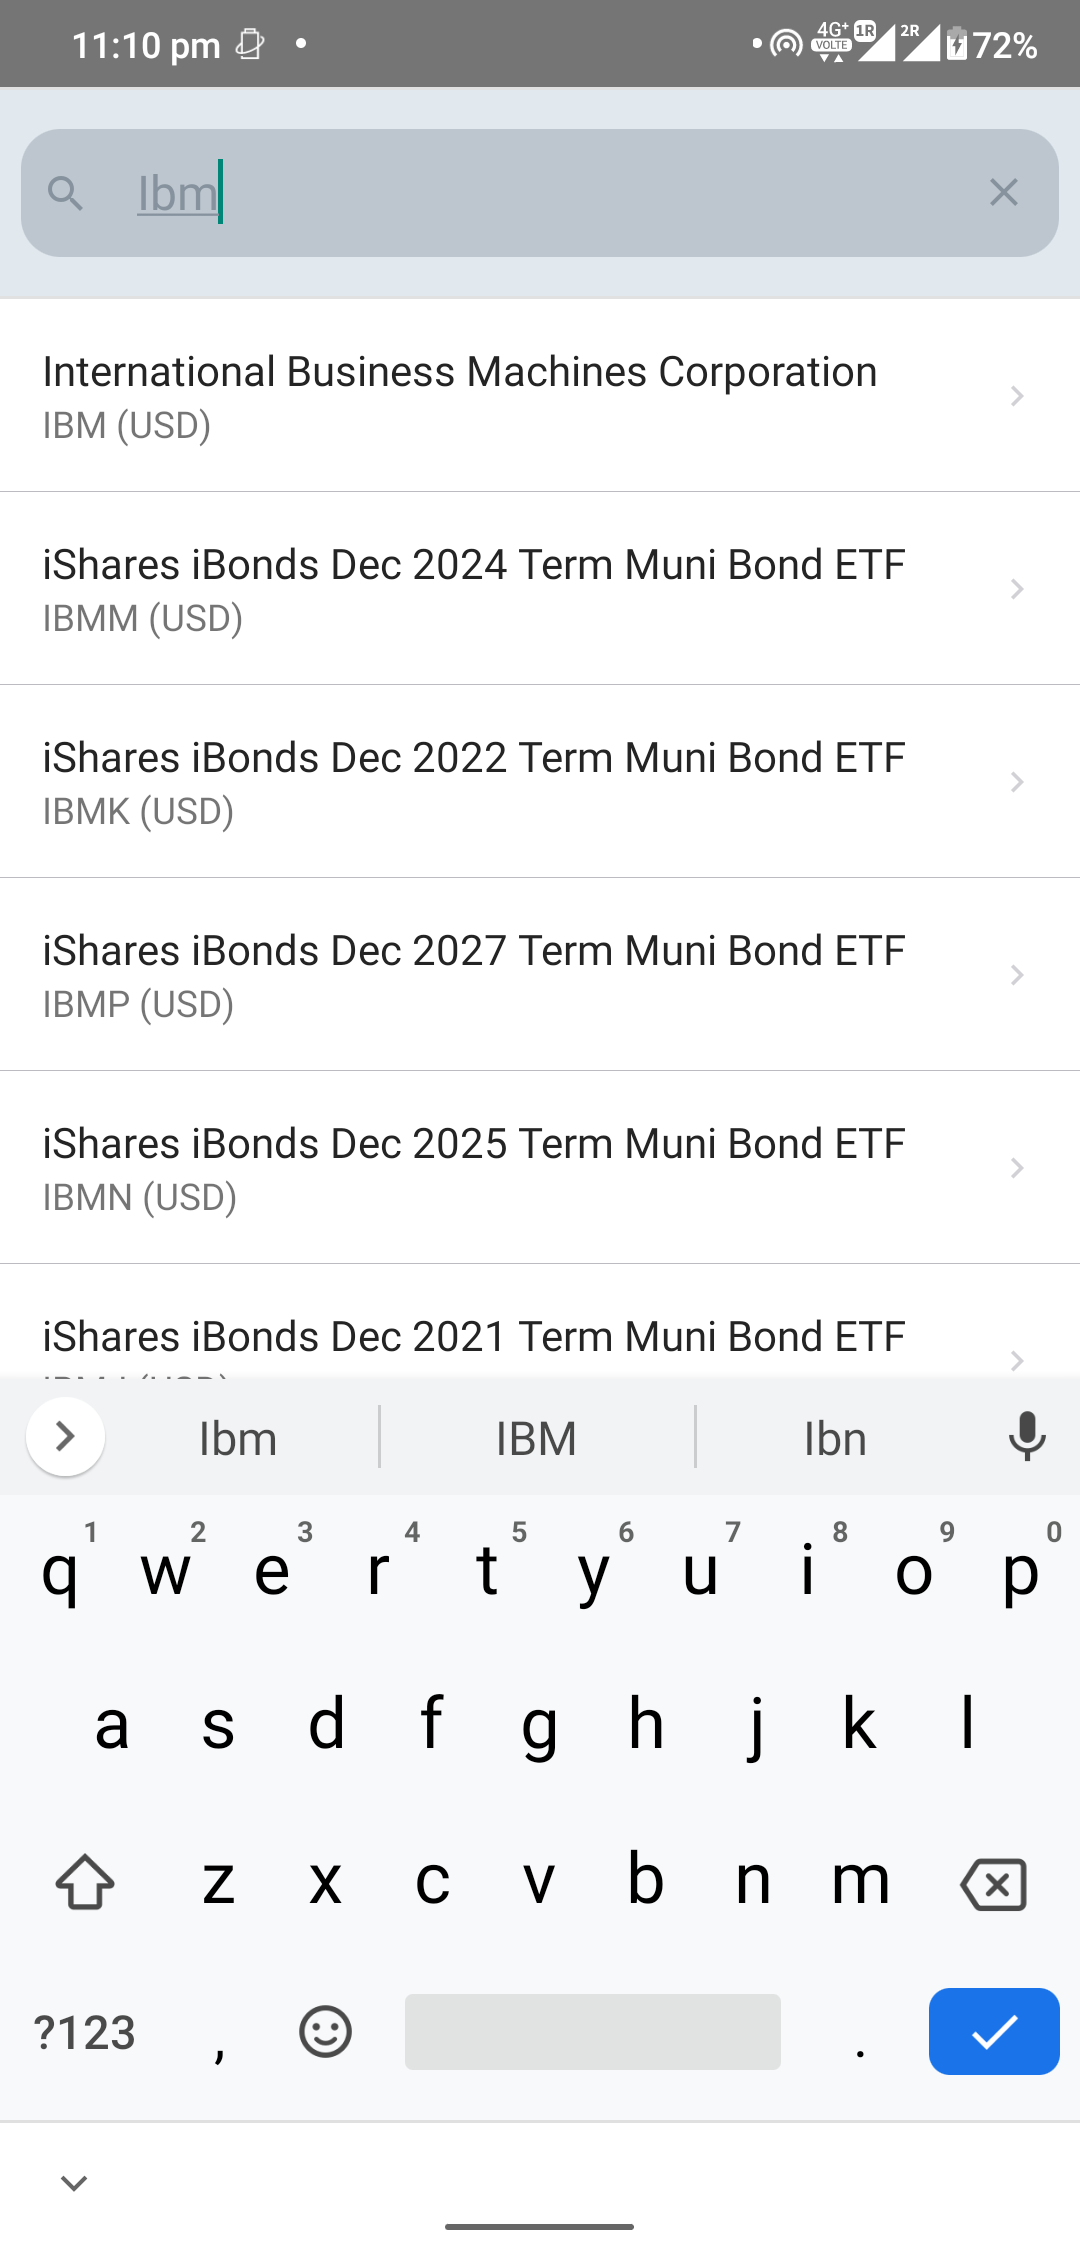 11:10 pm
4G+ VOLTE 1R 2R 72%
Ibm
International Business Machines Corporation
IBM (USD)
iShares iBonds Dec 2024 Term Muni Bond ETF
IBMM (USD)
iShares iBonds Dec 2022 Term Muni Bond ETF
IBMK (USD)
iShares iBonds Dec 2027 Term Muni Bond ETF
IBMP (USD)
iShares iBonds Dec 2025 Term Muni Bond ETF
IBMN (USD)
iShares iBonds Dec 2021 Term Muni Bond ETF
Ibm IBM Ibn
1 2 3 4 5 6 7 8 9 0
q w e r t y u i o p
a s d f g h j k l
z x c v b n m
?123 , .